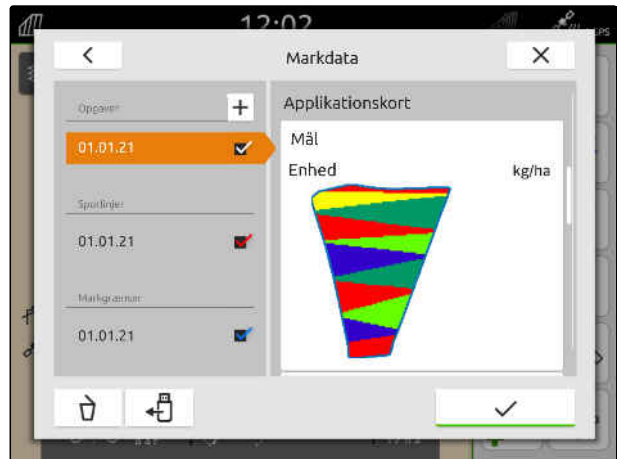 12:02
GPS
Markdata
Opgaver
Applikationskort
01.01.21
Mål
Enhed kg/ha
Sporlinjer
01.01.21
Markgrænser
01.01.21